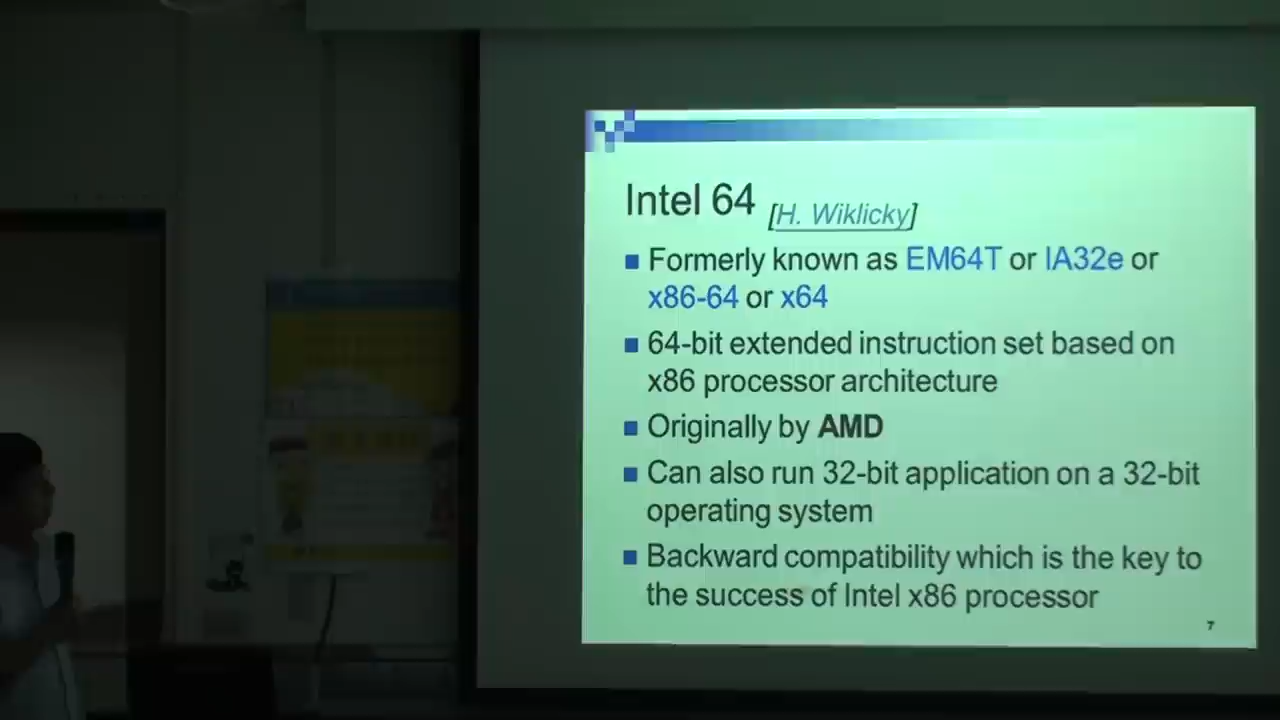 Intel 64 [H. Wiklicky]
Formerly known as EM64T or IA32e or
x86-64 or x64
64-bit extended instruction set based on
x86 processor architecture
Originally by AMD
Can also run 32-bit application on a 32-bit
operating system
Backward compatibility which is the key to
the success of Intel x86 processor
7